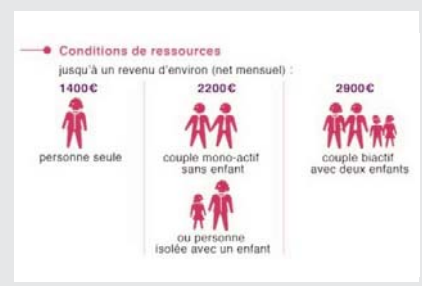 Conditions de ressources
jusqu'à un revenu d'environ (net mensuel) :
1400€
personne seule
2200€
couple mono-actif
sans enfant
ou personne
isolée avec un enfant
2900€
couple biactif
avec deux enfants